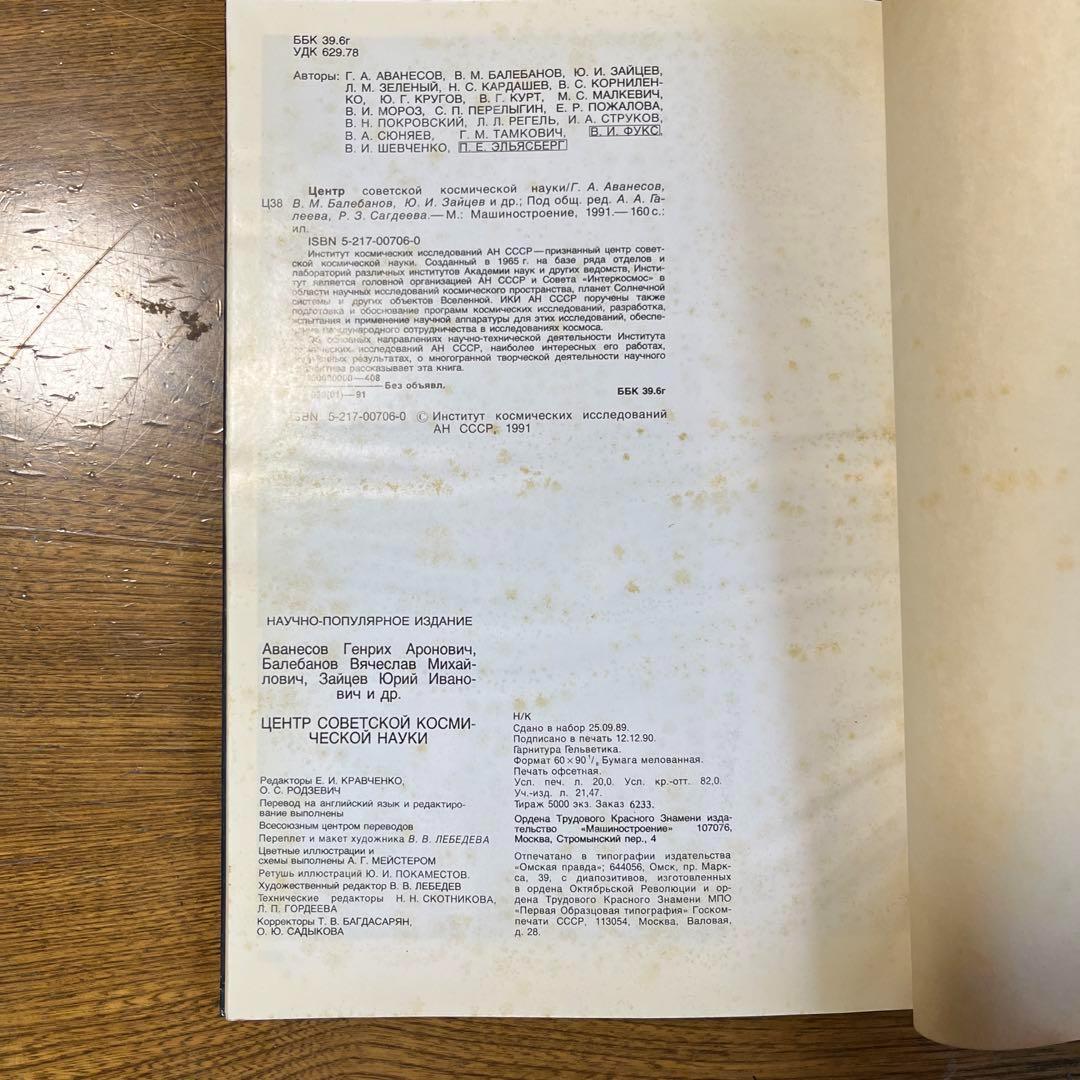 ББК 39.6г
УДК 629.78
Авторы: Г. А. АВАНЕСОВ, В. М. БАЛЕБАНОВ, Ю. И. ЗАЙЦЕВ,
Л. М. ЗЕЛЕНЫЙ, Н. С. КАРДАШЕВ, В. С. КОРНИЛЕН-
КО, Ю. Г. КРУГОВ, В. Г. КУРТ, М. С. МАЛКЕВИЧ,
В. И. МОРОЗ, С. П. ПЕРЕЛЫГИН, Е. Р. ПОЖАЛОВА,
В. Н. ПОКРОВСКИЙ, Л. Л. РЕГЕЛЬ, И. А. СТРУКОВ,
В. А. СЮНЯЕВ, Г. М. ТАМКОВИЧ, В. И. ФУКС,
В. И. ШЕВЧЕНКО, П. Е. ЭЛЬЯСБЕРГ
Центр советской космической науки/Г. А. Аванесов,
Ц38 В. М. Балебанов, Ю. И. Зайцев и др.; Под общ. ред. А. А. Га-
леева, Р. З. Сагдеева.— М.: Машиностроение, 1991.— 160 с.:
ил.
ISBN 5-217-00706-0
Институт космических исследований АН СССР—признанный центр совет-
ской космической науки. Созданный в 1965 г. на базе ряда отделов и
лабораторий различных институтов Академии наук и других ведомств, Инсти-
тут является головной организацией АН СССР и Совета «Интеркосмос» в
области научных исследований космического пространства, планет Солнечной
системы и других объектов Вселенной. ИКИ АН СССР поручены также
подготовка и обоснование программ космических исследований, разработка,
испытания и применение научной аппаратуры для этих исследований, обеспе-
международного сотрудничества в исследованиях космоса.
основных направлениях научно-технической деятельности Института
исследований АН СССР, наиболее интересных его работах,
результатах, о многогранной творческой деятельности научного
рассказывает эта книга.
—408
Без объявл.
—91
ББК 39.6г
ISBN 5-217-00706-0 © Институт космических исследований
АН СССР, 1991
НАУЧНО-ПОПУЛЯРНОЕ ИЗДАНИЕ
Аванесов Генрих Аронович,
Балебанов Вячеслав Михай-
лович, Зайцев Юрий Ивано-
вич и др.
ЦЕНТР СОВЕТСКОЙ КОСМИ-
ЧЕСКОЙ НАУКИ
Редакторы Е. И. КРАВЧЕНКО,
О. С. РОДЗЕВИЧ
Перевод на английский язык и редактиро-
вание выполнены
Всесоюзным центром переводов
Переплет и макет художника В. В. ЛЕБЕДЕВА
Цветные иллюстрации и
схемы выполнены А. Г. МЕЙСТЕРОМ
Ретушь иллюстраций Ю. И. ПОКАМЕСТОВ.
Художественный редактор В. В. ЛЕБЕДЕВ
Технические редакторы Н. Н. СКОТНИКОВА,
Л. П. ГОРДЕЕВА
Корректоры Т. В. БАГДАСАРЯН,
О. Ю. САДЫКОВА
Н/К
Сдано в набор 25.09.89.
Подписано в печать 12.12.90.
Гарнитура Гельветика.
Формат 60×90 1/8 Бумага мелованная.
Печать офсетная.
Усл. печ. л. 20,0. Усл. кр.-отт. 82,0.
Уч.-изд. л. 21,47.
Тираж 5000 экз. Заказ 6233.
Ордена Трудового Красного Знамени изда-
тельство «Машиностроение» 107076,
Москва, Стромынский пер., 4
Отпечатано в типографии издательства
«Омская правда»; 644056, Омск, пр. Марк-
са, 39, с диапозитивов, изготовленных
в ордена Октябрьской Революции и ор-
дена Трудового Красного Знамени МПО
«Первая Образцовая типография» Госком-
печати СССР, 113054, Москва, Валовая,
д. 28.